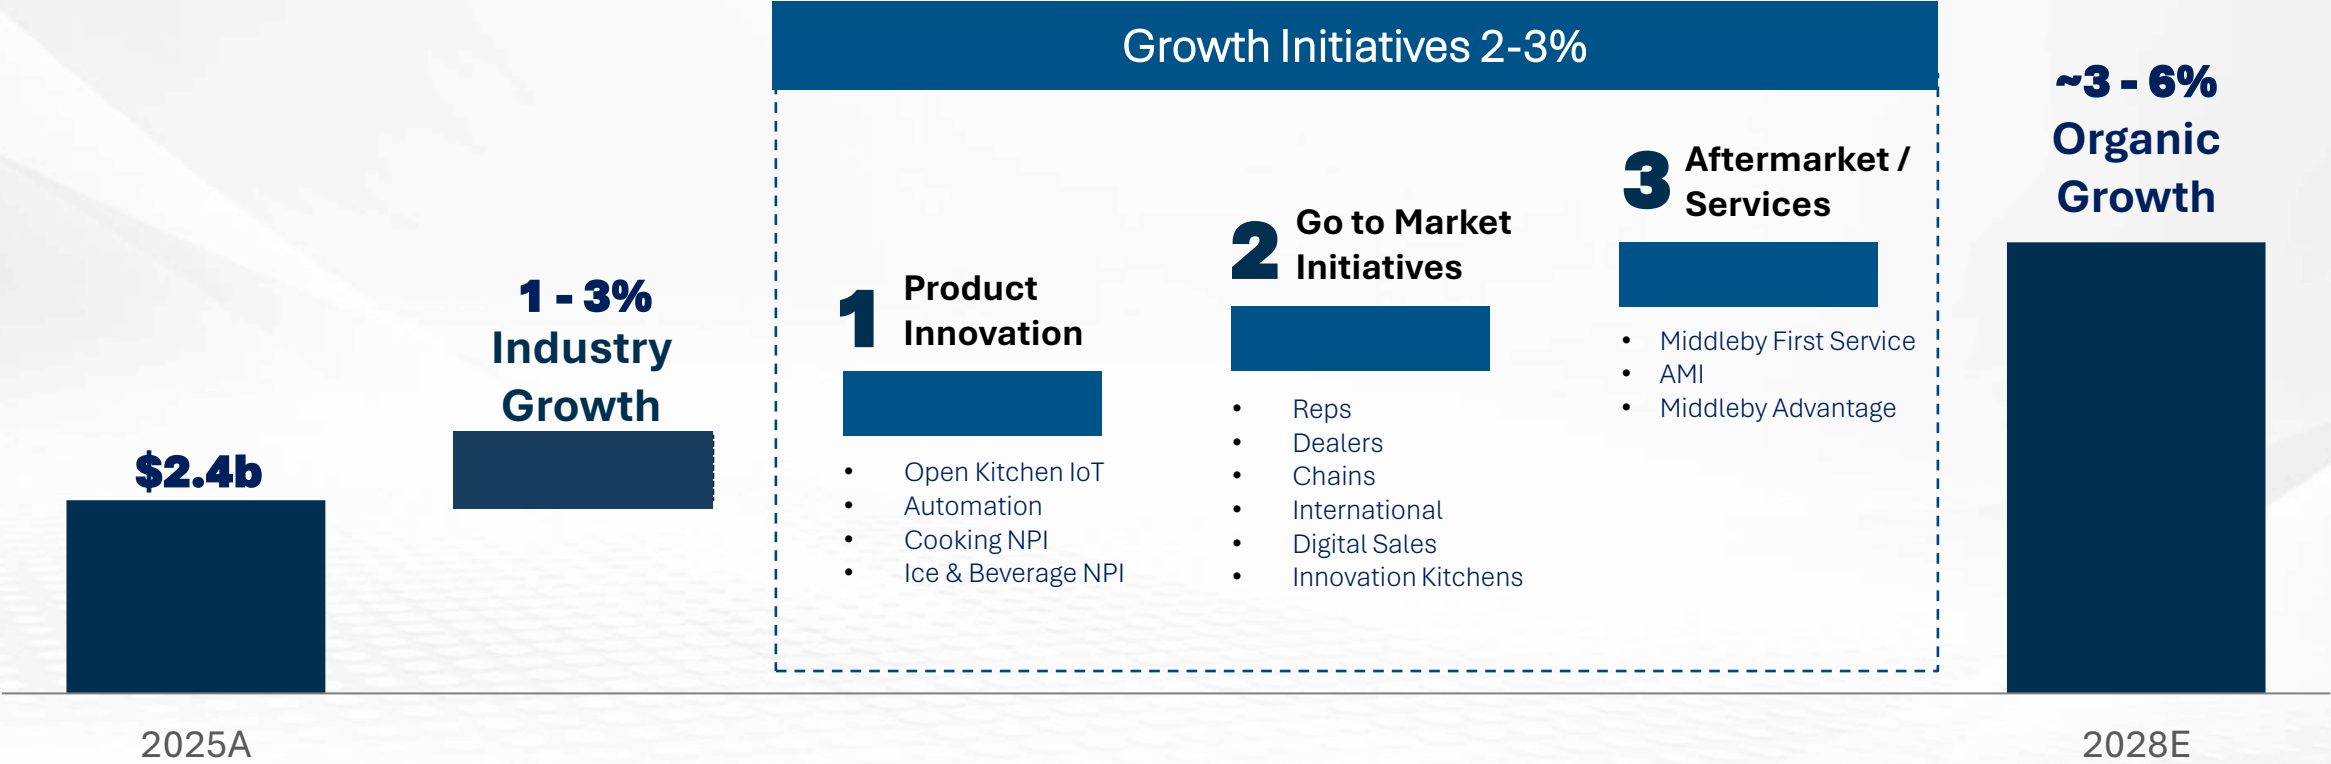 Growth Initiatives 2-3%
$2.4b
1 - 3%
Industry
Growth
1
Product
Innovation
• Open Kitchen IoT
• Automation
• Cooking NPI
• Ice & Beverage NPI
2
Go to Market
Initiatives
• Reps
• Dealers
• Chains
• International
• Digital Sales
• Innovation Kitchens
3
Aftermarket /
Services
• Middleby First Service
• AMI
• Middleby Advantage
~3 - 6%
Organic
Growth
2025A
2028E